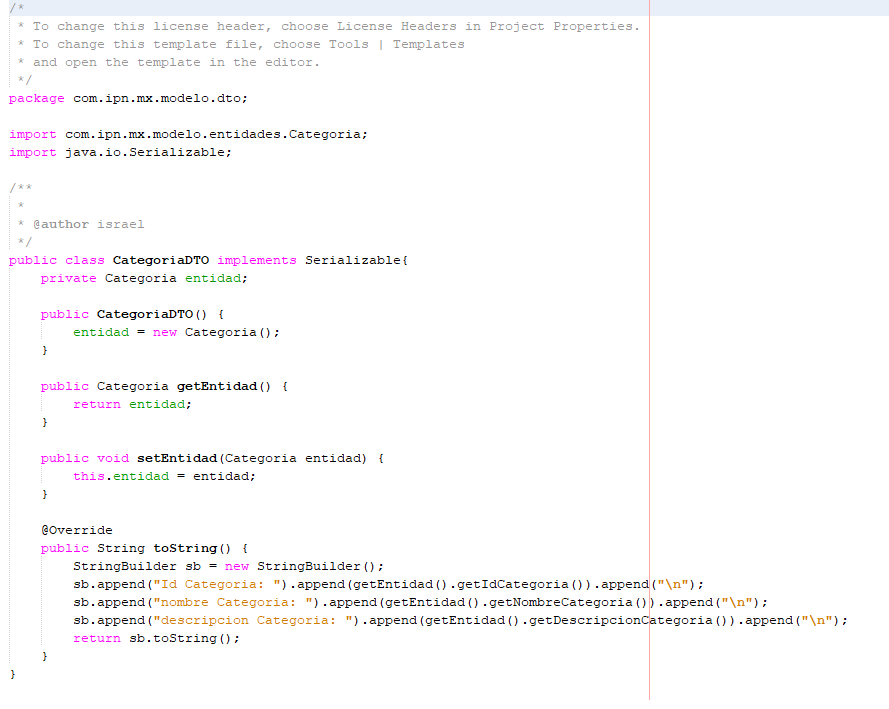 /*
 * To change this license header, choose License Headers in Project Properties.
 * To change this template file, choose Tools | Templates
 * and open the template in the editor.
 */
package com.ipn.mx.modelo.dto;

import com.ipn.mx.modelo.entidades.Categoria;
import java.io.Serializable;

/**
 *
 * @author israel
 */
public class CategoriaDTO implements Serializable{
    private Categoria entidad;

    public CategoriaDTO() {
        entidad = new Categoria();
    }

    public Categoria getEntidad() {
        return entidad;
    }

    public void setEntidad(Categoria entidad) {
        this.entidad = entidad;
    }

    @Override
    public String toString() {
        StringBuilder sb = new StringBuilder();
        sb.append("Id Categoria: ").append(getEntidad().getIdCategoria()).append("\n");
        sb.append("nombre Categoria: ").append(getEntidad().getNombreCategoria()).append("\n");
        sb.append("descripcion Categoria: ").append(getEntidad().getDescripcionCategoria()).append("\n");
        return sb.toString();
    }
}